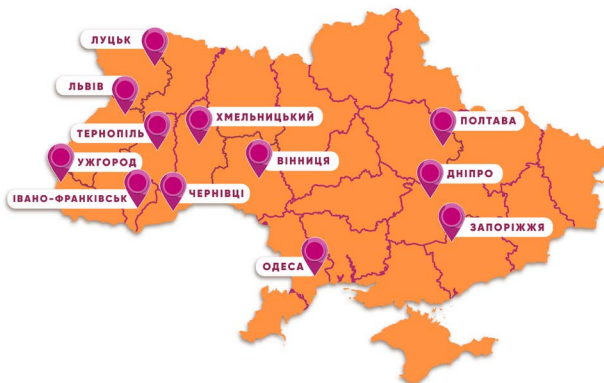 ЛУЦЬК
ЛЬВІВ
ХМЕЛЬНИЦЬКИЙ
ПОЛТАВА
ТЕРНОПІЛЬ
УЖГОРОД
ВІННИЦЯ
ДНІПРО
ІВАНО-ФРАНКІВСЬК
ЧЕРНІВЦІ
ЗАПОРІЖЖЯ
ОДЕСА